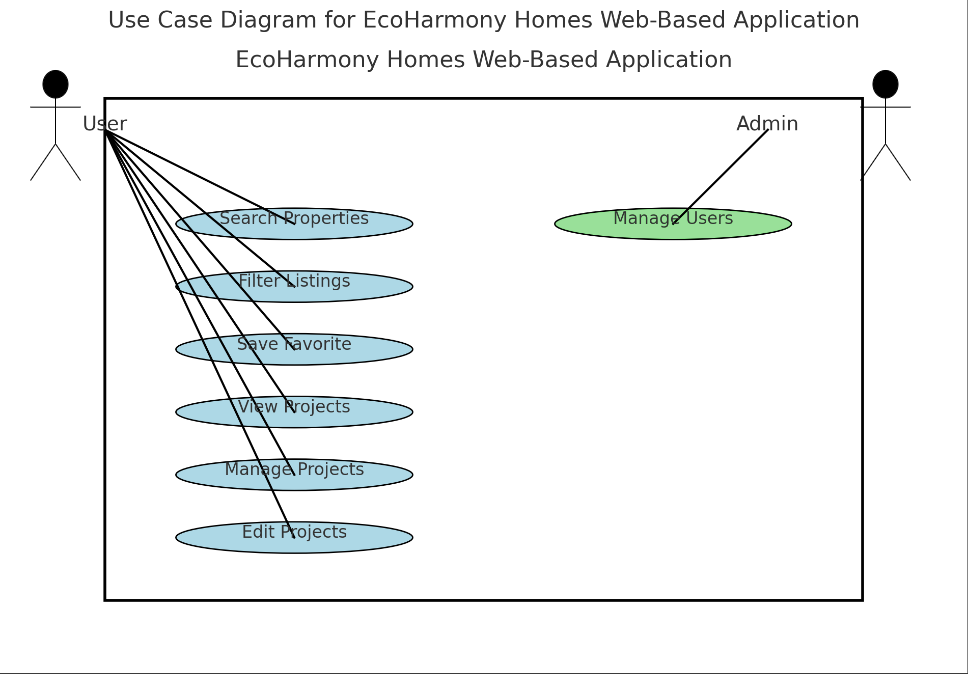 Use Case Diagram for EcoHarmony Homes Web-Based Application
EcoHarmony Homes Web-Based Application
User
Admin
Search Properties
Manage Users
Filter Listings
Save Favorite
View Projects
Manage Projects
Edit Projects